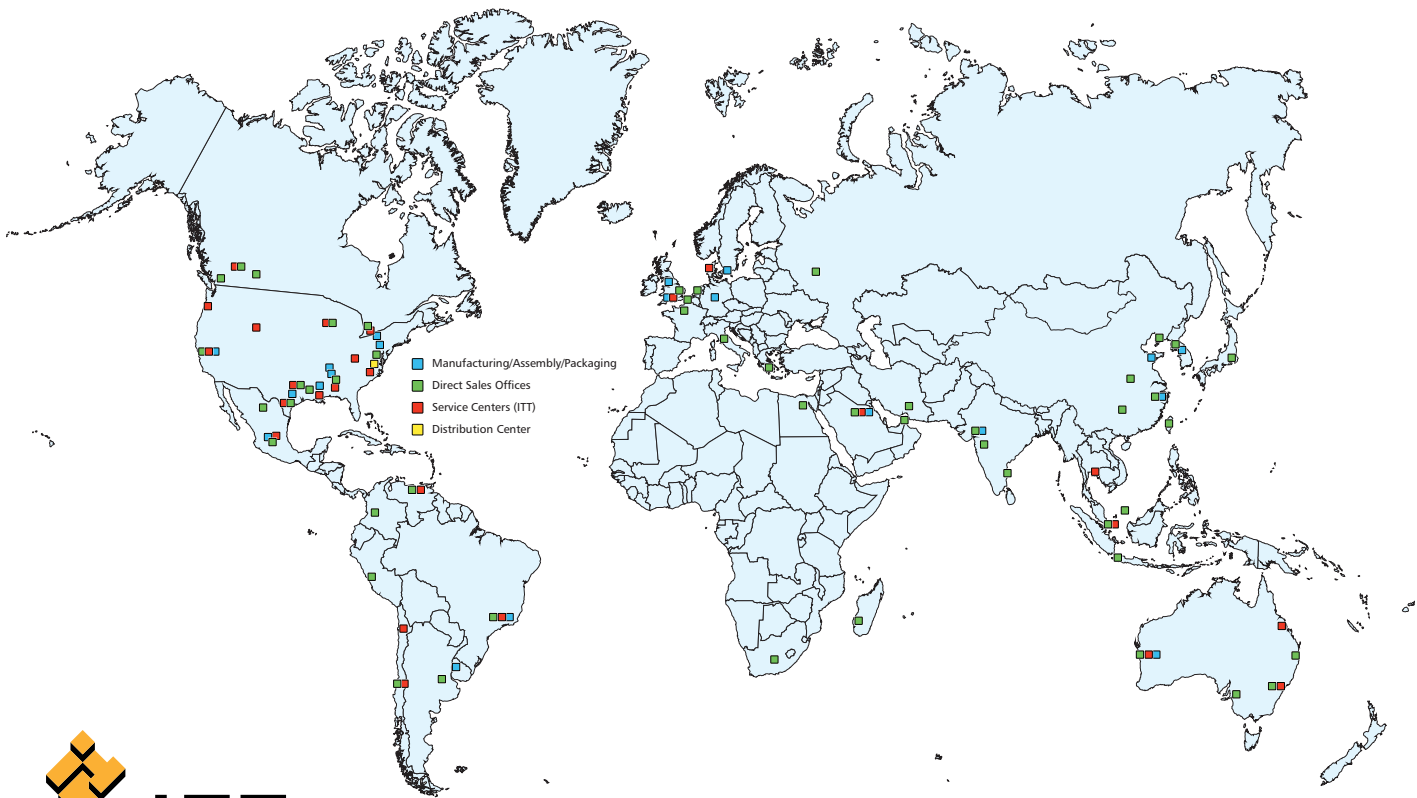 Manufacturing/Assembly/Packaging
Direct Sales Offices
Service Centers (ITT)
Distribution Center